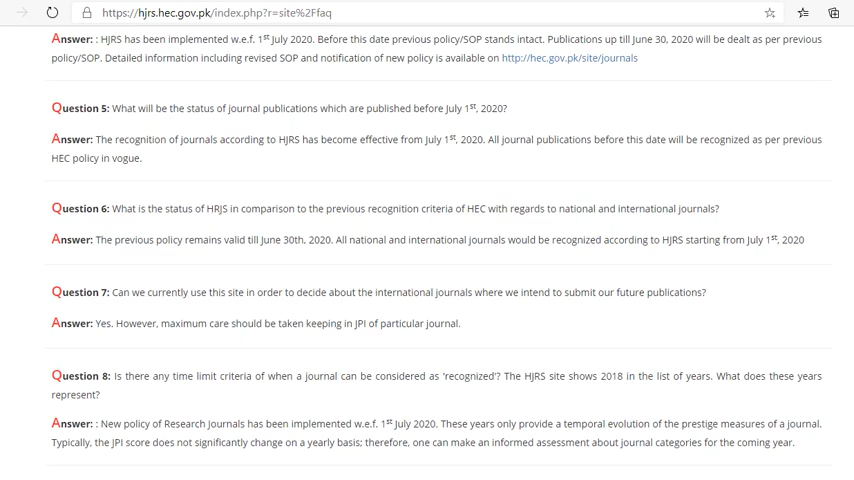 https://hjrs.hec.gov.pk/index.php?r=site%2Ffaq
Answer: : HJRS has been implemented w.e.f. 1st July 2020. Before this date previous policy/SOP stands intact. Publications up till June 30, 2020 will be dealt as per previous
policy/SOP. Detailed information including revised SOP and notification of new policy is available on http://hec.gov.pk/site/journals
Question 5: What will be the status of journal publications which are published before July 1st, 2020?
Answer: The recognition of journals according to HJRS has become effective from July 1st, 2020. All journal publications before this date will be recognized as per previous
HEC policy in vogue.
Question 6: What is the status of HRJS in comparison to the previous recognition criteria of HEC with regards to national and international journals?
Answer: The previous policy remains valid till June 30th, 2020. All national and international journals would be recognized according to HJRS starting from July 1st, 2020
Question 7: Can we currently use this site in order to decide about the international journals where we intend to submit our future publications?
Answer: Yes. However, maximum care should be taken keeping in JPI of particular journal.
Question 8: Is there any time limit criteria of when a journal can be considered as 'recognized'? The HJRS site shows 2018 in the list of years. What does these years
represent?
Answer: : New policy of Research Journals has been implemented w.e.f. 1st July 2020. These years only provide a temporal evolution of the prestige measures of a journal.
Typically, the JPI score does not significantly change on a yearly basis; therefore, one can make an informed assessment about journal categories for the coming year.